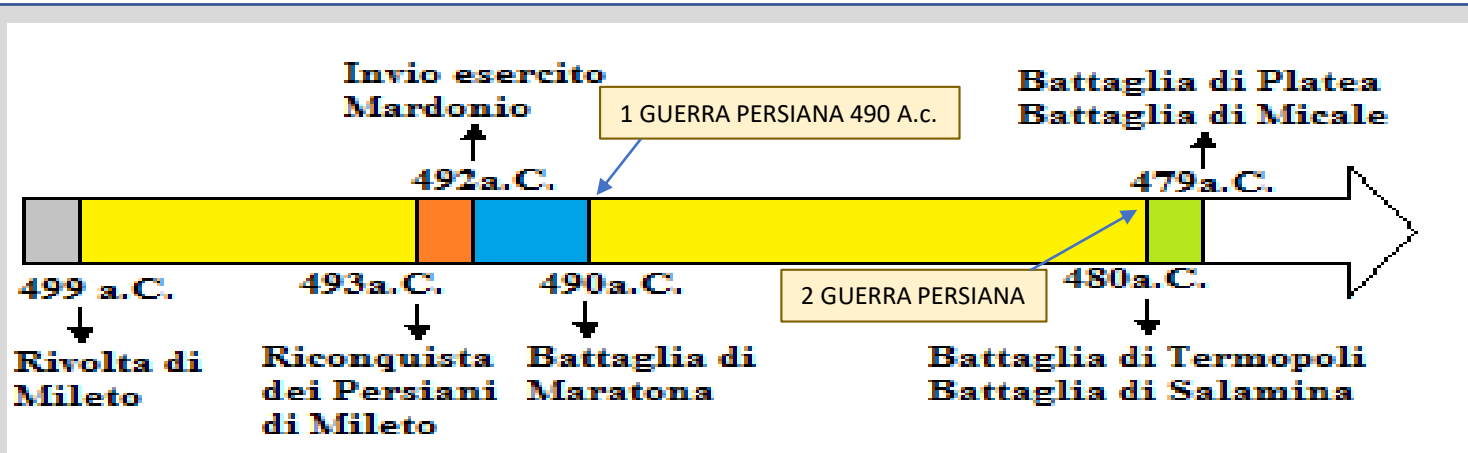 Invio esercito
Mardonio
1 GUERRA PERSIANA 490 A.c.
Battaglia di Platea
Battaglia di Micale
492a.C.
479a.C.
499 a.C.
493a.C.
490a.C.
2 GUERRA PERSIANA
480a.C.
Rivolta di
Mileto
Riconquista
dei Persiani
di Mileto
Battaglia di
Maratona
Battaglia di Termopoli
Battaglia di Salamina